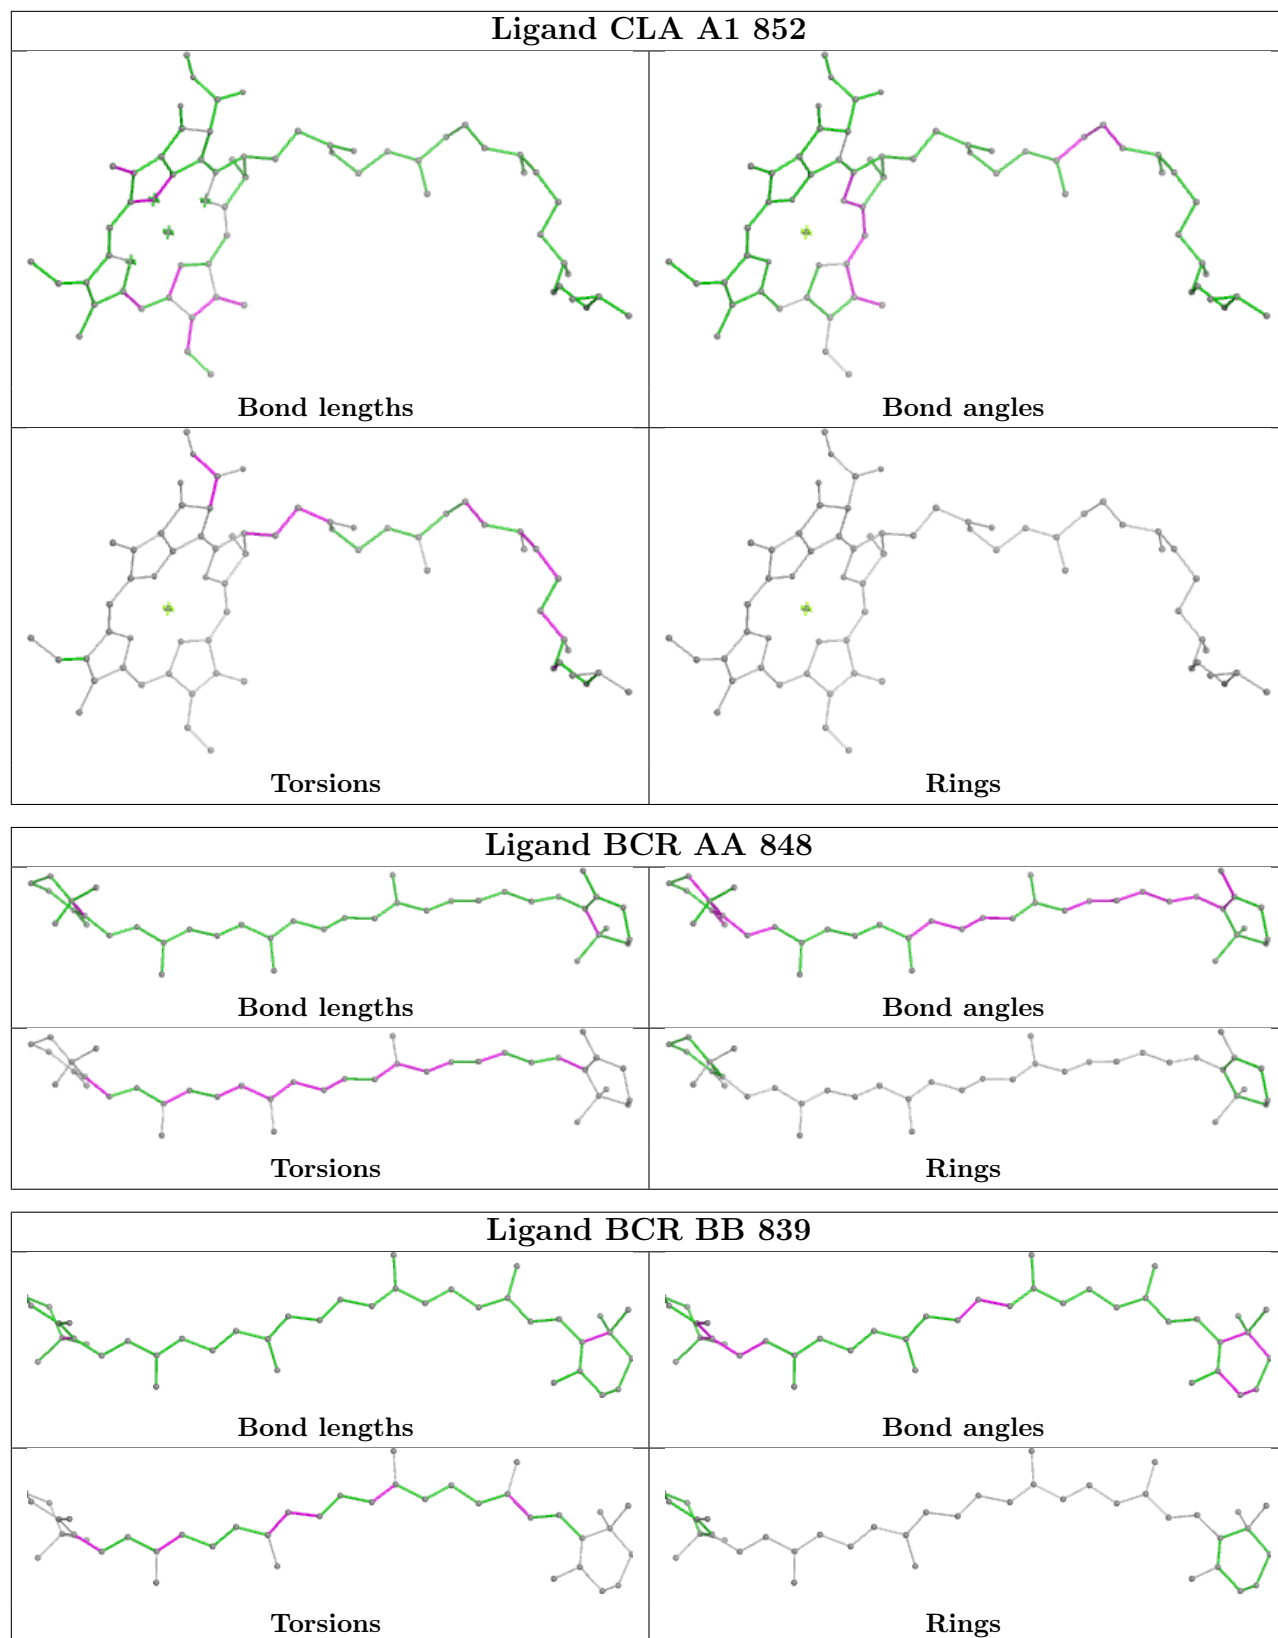 Ligand CLA A1 852
Bond lengths
Bond angles
Torsions
Rings
Ligand BCR AA 848
Bond lengths
Bond angles
Torsions
Rings
Ligand BCR BB 839
Bond lengths
Bond angles
Torsions
Rings